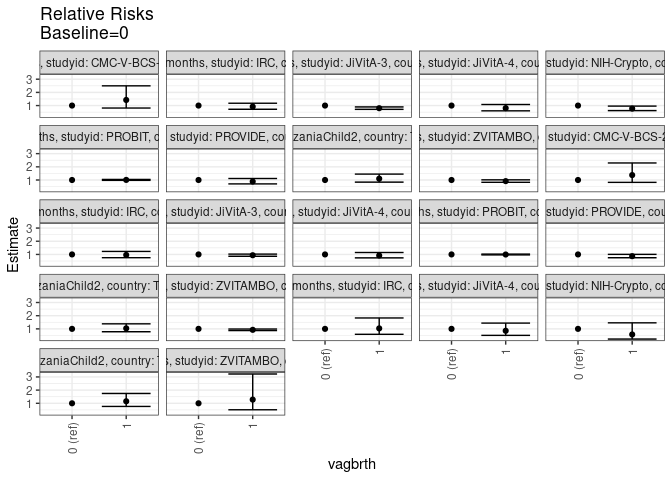 Relative Risks
Baseline=0
, studyid: CMC-V-BCS-
months, studyid: IRC, c
studyid: JiVitA-3, cou
s, studyid: JiVitA-4, cou
studyid: NIH-Crypto, co
3
2
1
ths, studyid: PROBIT, c
studyid: PROVIDE, co
zaniaChild2, country: T
s, studyid: ZVITAMBO,
studyid: CMC-V-BCS-2
3
2
1
months, studyid: IRC, c
, studyid: JiVitA-3, cour
, studyid: JiVitA-4, cou
hs, studyid: PROBIT, co
studyid: PROVIDE, cou
3
2
1
zaniaChild2, country: T
, studyid: ZVITAMBO, c
months, studyid: IRC, c
s, studyid: JiVitA-4, cou
studyid: NIH-Crypto, co
3
2
1
zaniaChild2, country: T
s, studyid: ZVITAMBO,
3
2
1
0 (ref)
1
0 (ref)
1
0 (ref)
1
0 (ref)
1
0 (ref)
1
Estimate
vagbrth